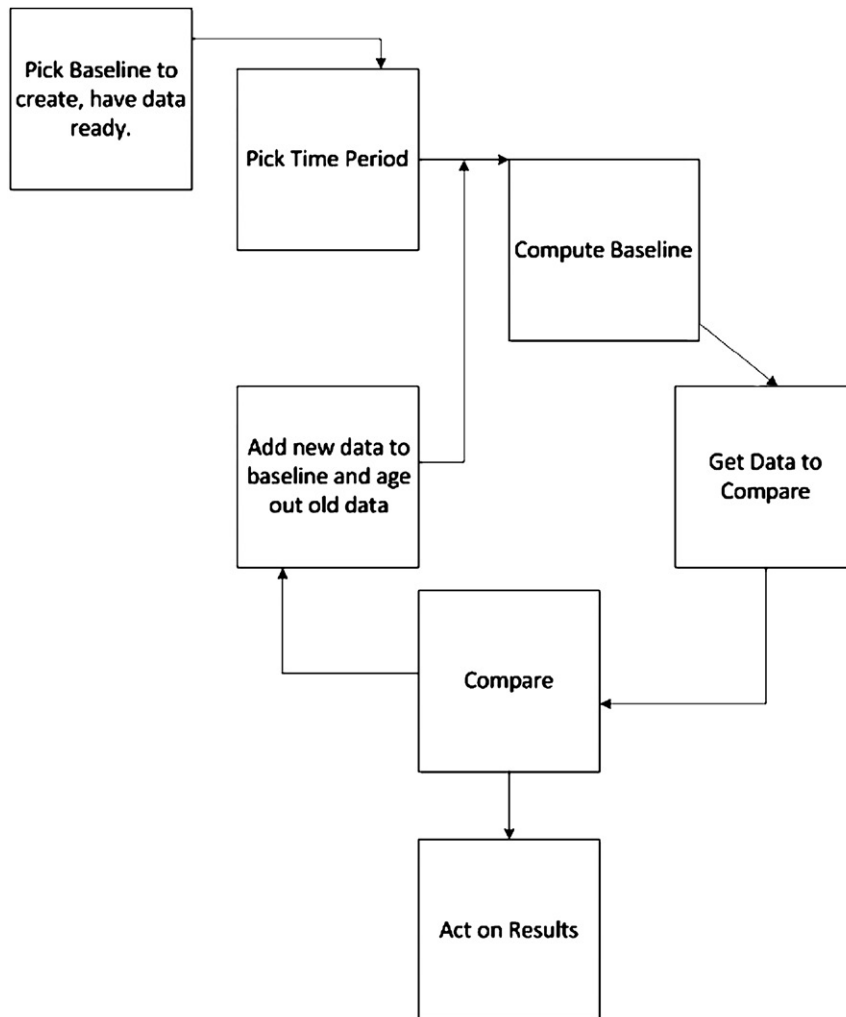 Pick Baseline to
create, have data
ready.
Pick Time Period
Compute Baseline
Add new data to
baseline and age
out old data
Get Data to
Compare
Compare
Act on Results